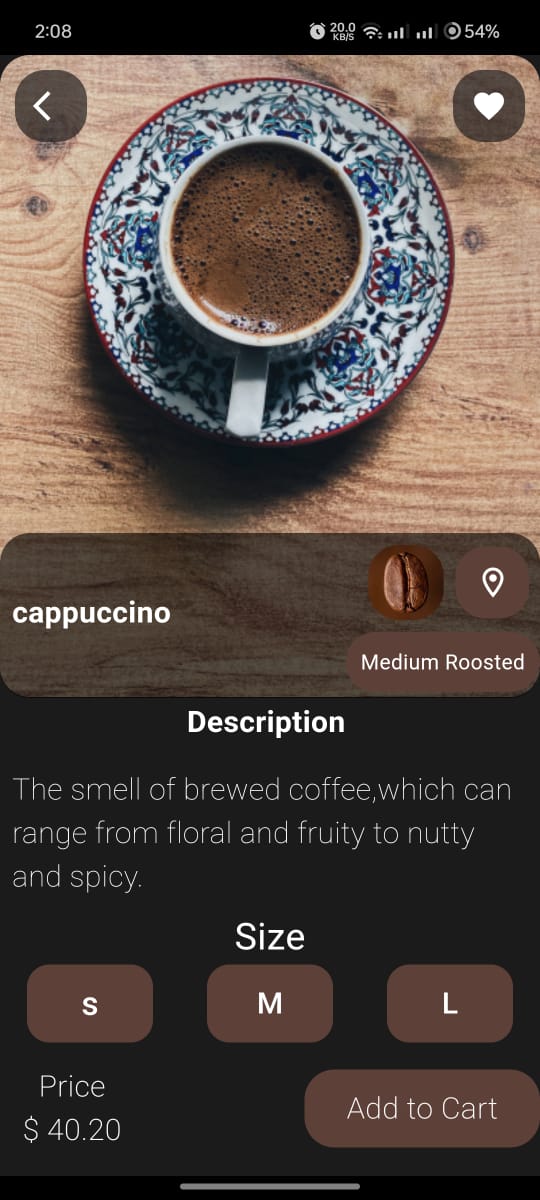 2:08
20.0
KB/S
54%
cappuccino
Medium Roosted
Description
The smell of brewed coffee,which can
range from floral and fruity to nutty
and spicy.
Size
s
M
L
Price
$ 40.20
Add to Cart